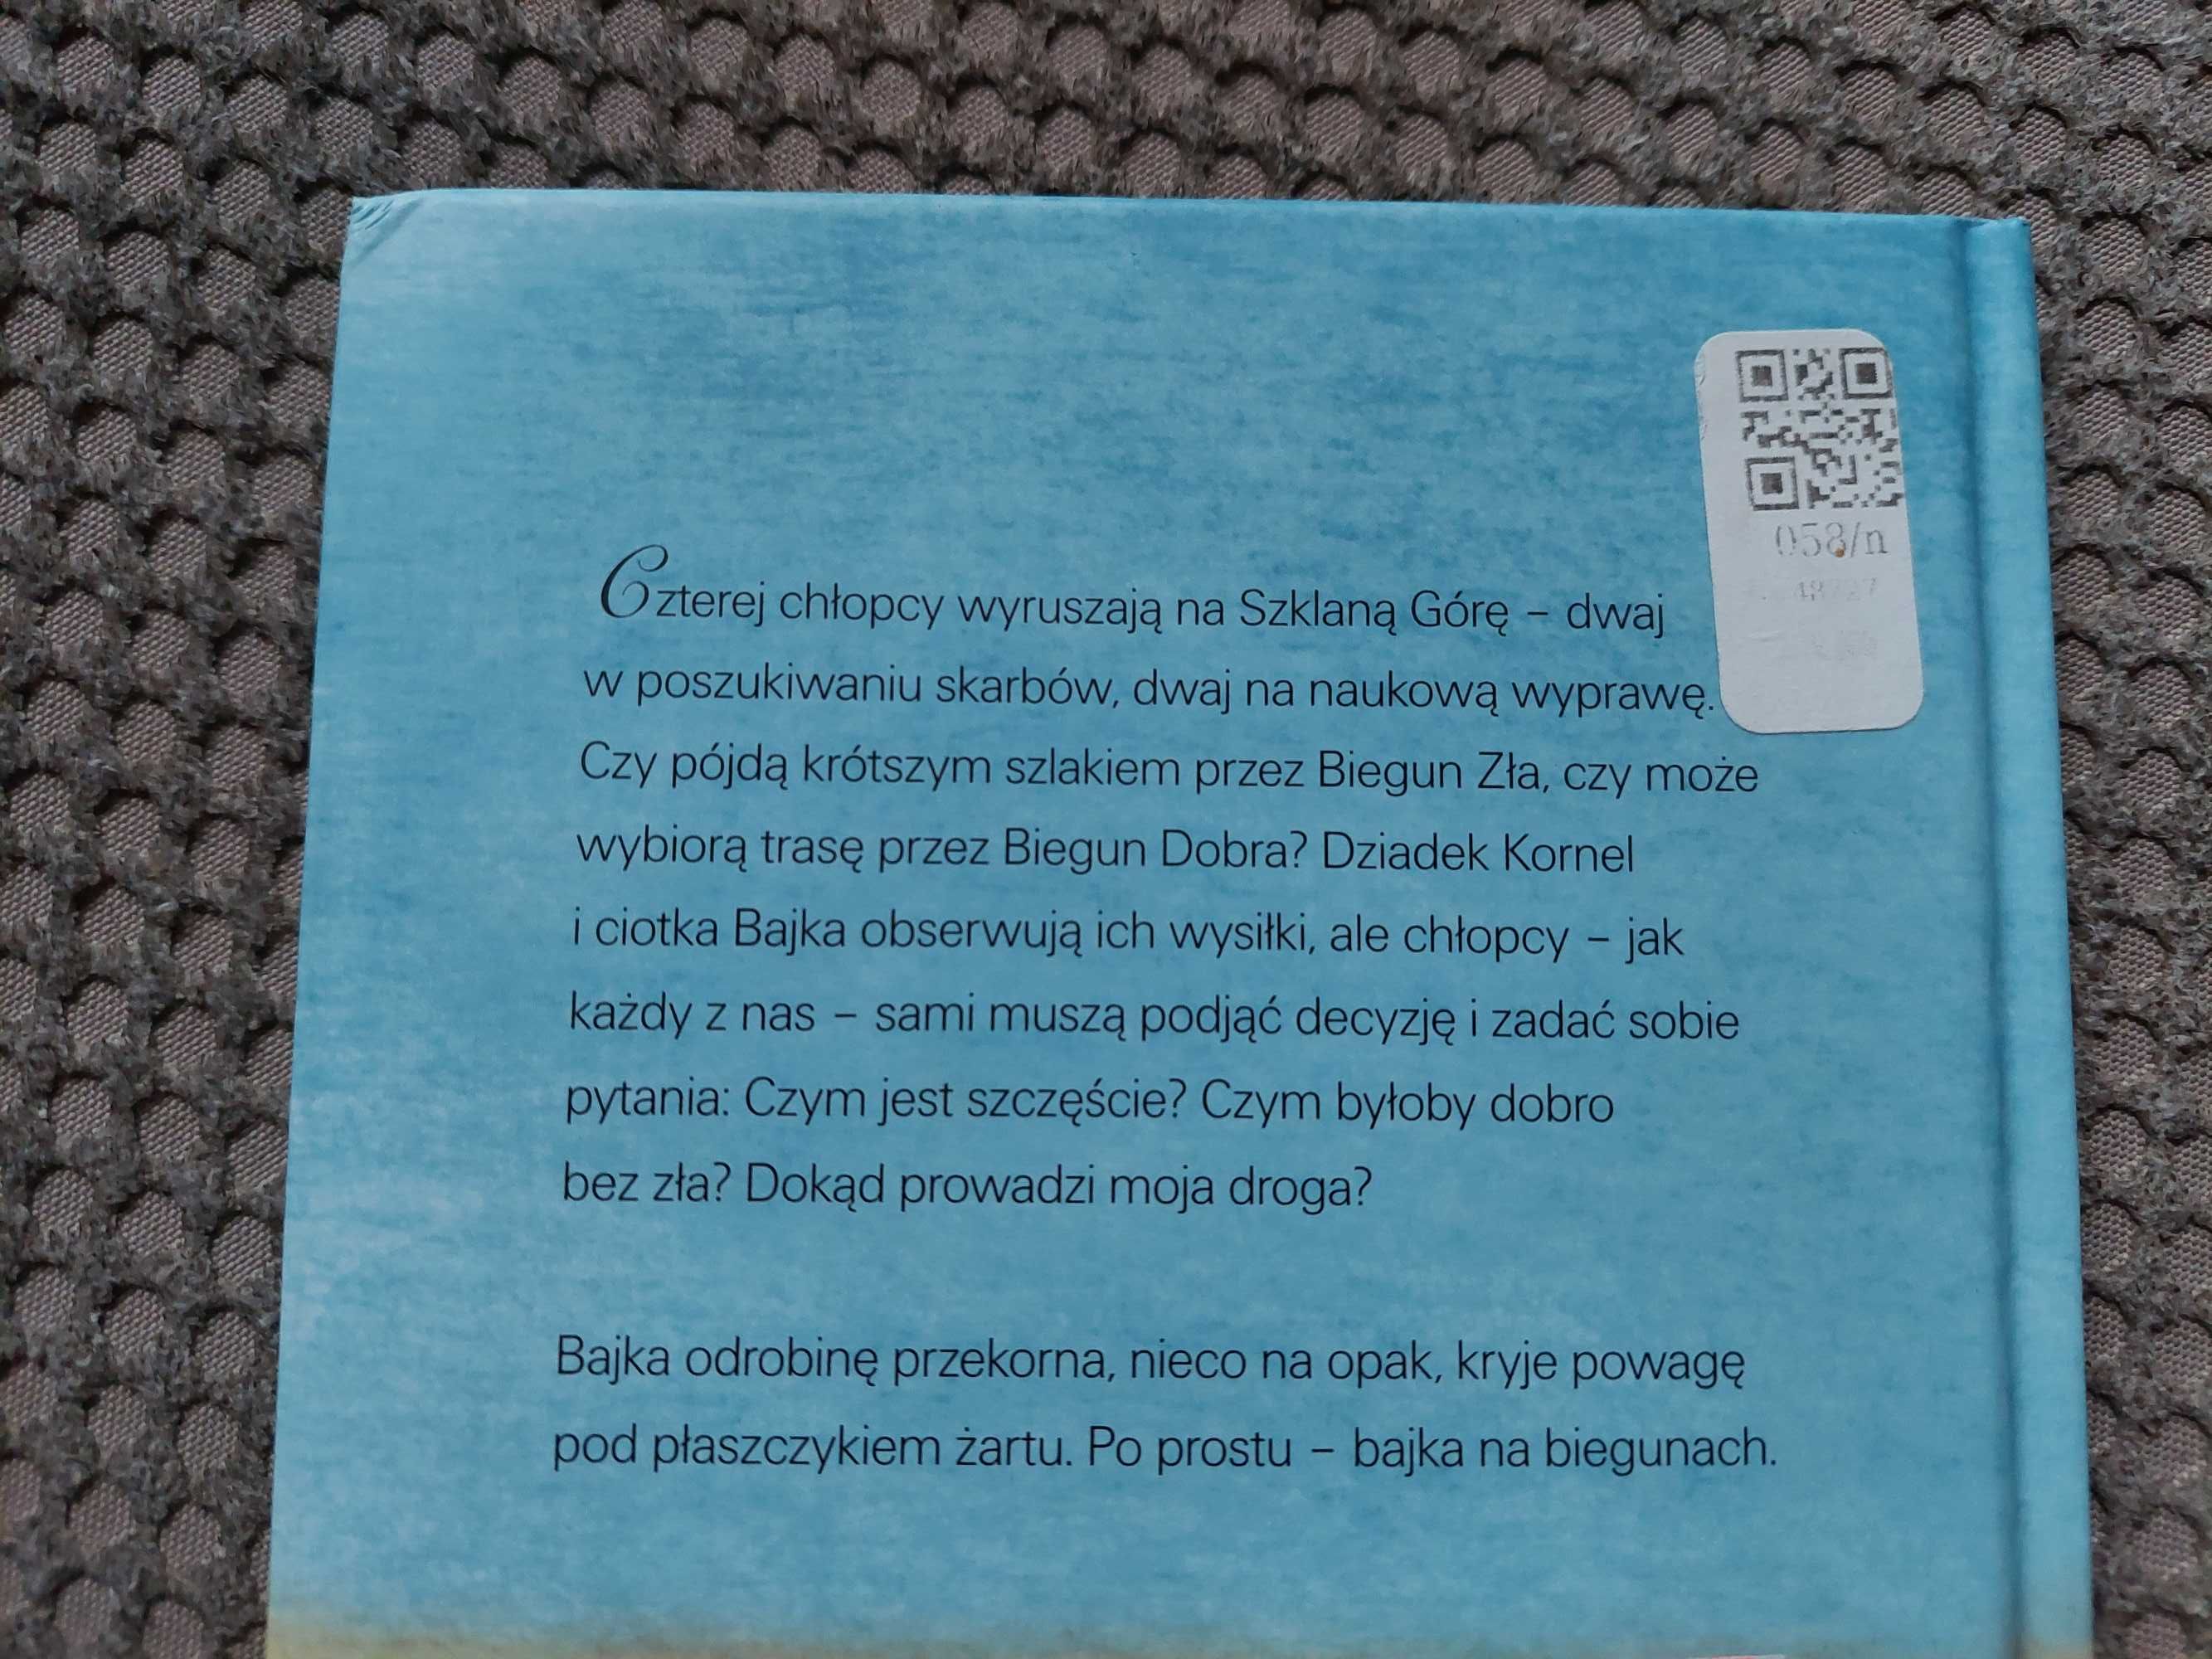 Czterej chłopcy wyruszają na Szklaną Górę – dwaj
w poszukiwaniu skarbów, dwaj na naukową wyprawę.
Czy pójdą krótszym szlakiem przez Biegun Zła, czy może
wybiorą trasę przez Biegun Dobra? Dziadek Kornel
i ciotka Bajka obserwują ich wysiłki, ale chłopcy – jak
każdy z nas – sami muszą podjąć decyzję i zadać sobie
pytania: Czym jest szczęście? Czym byłoby dobro
bez zła? Dokąd prowadzi moja droga?
Bajka odrobinę przekorna, nieco na opak, kryje powagę
pod płaszczykiem żartu. Po prostu – bajka na biegunach.
058/n